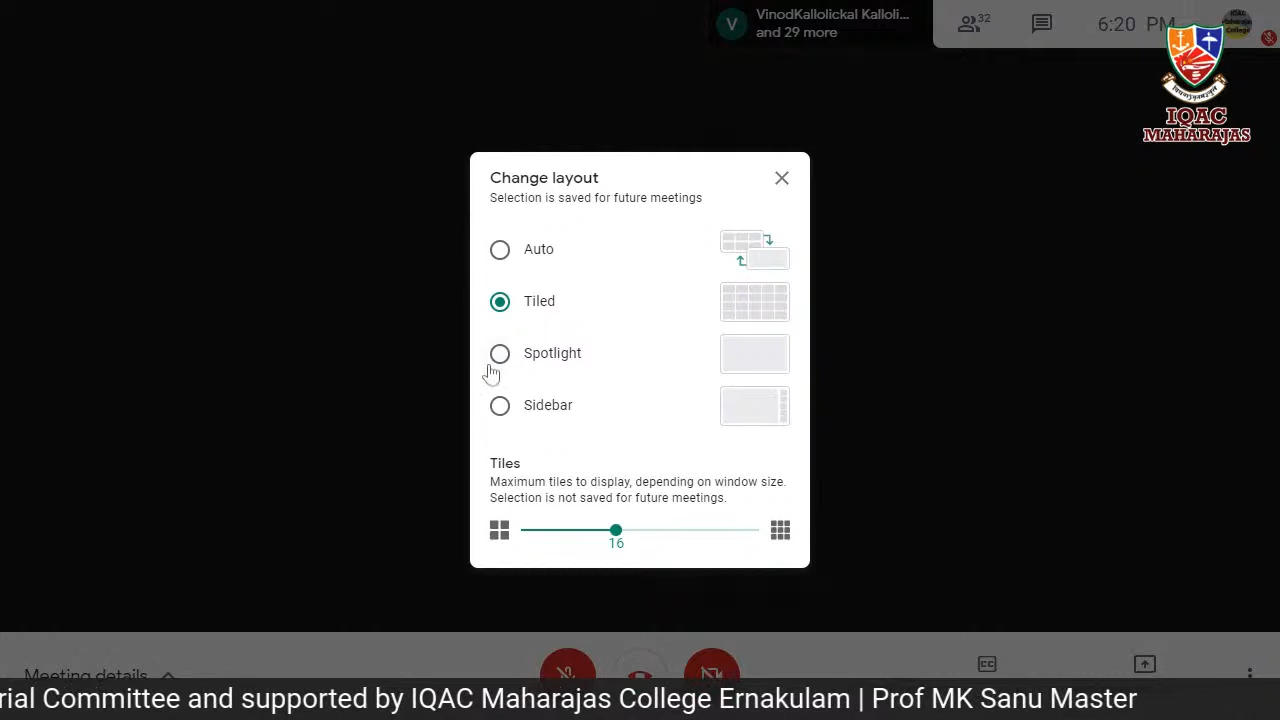 VinodKallolickal Kalloli...
and 29 more
V
32
6:20 PM
IQAC
MAHARAJAS
Change layout
Selection is saved for future meetings
Auto
Tiled
Spotlight
Sidebar
Tiles
Maximum tiles to display, depending on window size.
Selection is not saved for future meetings.
16
CC
Meeting details
rial Committee and supported by IQAC Maharajas College Ernakulam | Prof MK Sanu Master